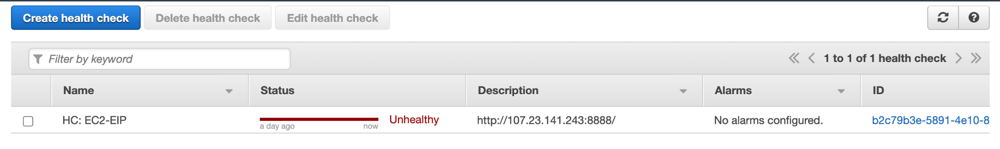 Create health check Delete health check Edit health check
Filter by keyword 1 to 1 of 1 health check
Name Status Description Alarms ID
HC: EC2-EIP Unhealthy http://107.23.141.243:8888/ No alarms configured. b2c79b3e-5891-4e10-8
a day ago now